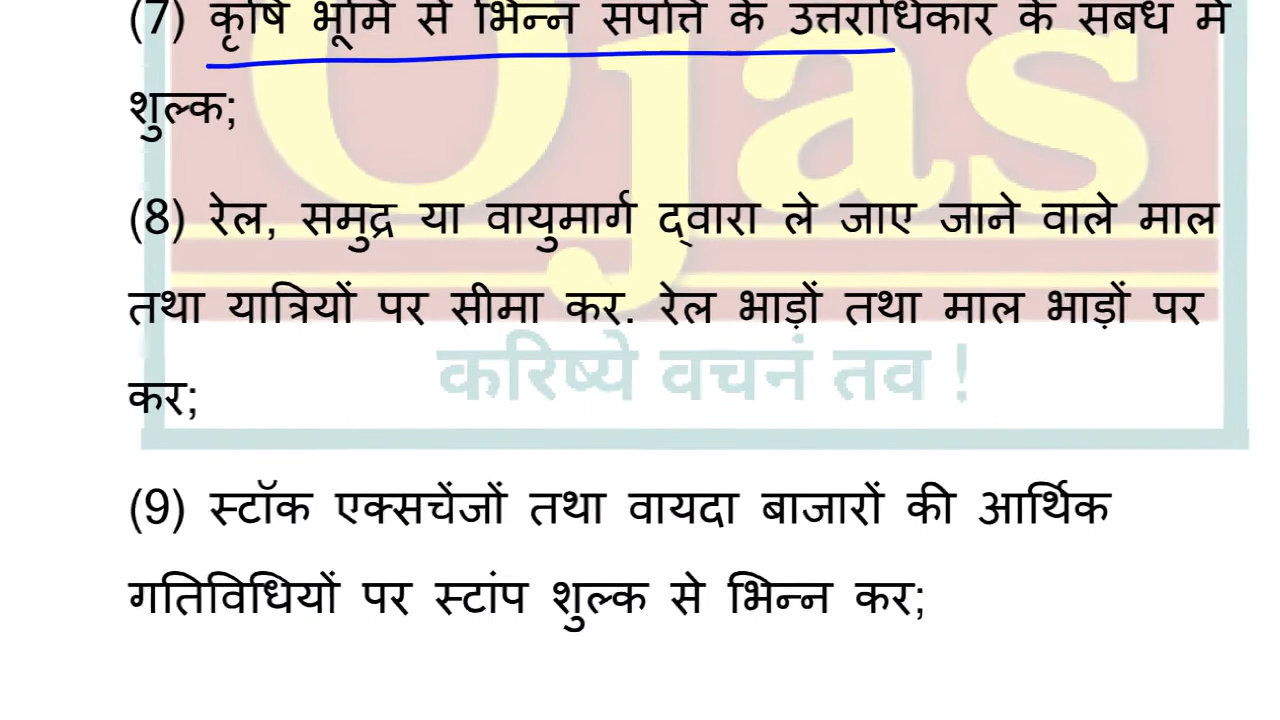 (7) कृषि भूमि से भिन्न संपत्ति के उत्तराधिकार के संबंध में
शुल्क;
(8) रेल, समुद्र या वायुमार्ग द्वारा ले जाए जाने वाले माल
तथा यात्रियों पर सीमा कर. रेल भाड़ों तथा माल भाड़ों पर
कर;
(9) स्टॉक एक्सचेंजों तथा वायदा बाजारों की आर्थिक
गतिविधियों पर स्टांप शुल्क से भिन्न कर;
Ojas
करिष्ये वचनं तव !